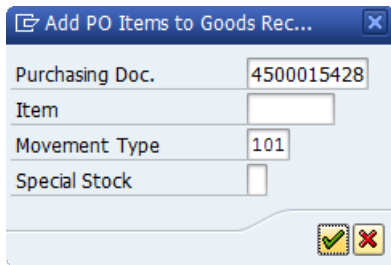 Add PO Items to Goods Rec...
Purchasing Doc. 4500015428
Item
Movement Type 101
Special Stock